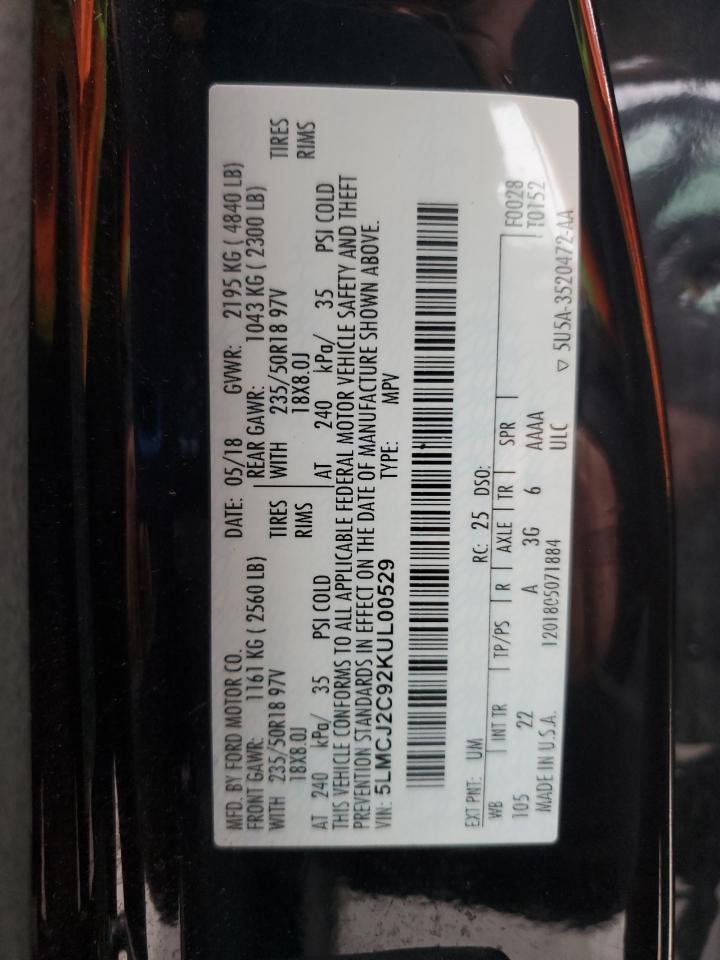 MFD. BY FORD MOTOR CO. DATE: 05/18 GVWR: 2195 KG ( 4840 LB)
FRONT GAWR: 1161 KG ( 2560 LB) REAR GAWR: 1043 KG ( 2300 LB)
WITH 235/50R18 97V TIRES WITH 235/50R18 97V TIRES
18X8.0J RIMS 18X8.0J RIMS
AT 240 kPa/ 35 PSI COLD AT 240 kPa/ 35 PSI COLD
THIS VEHICLE CONFORMS TO ALL APPLICABLE FEDERAL MOTOR VEHICLE SAFETY AND THEFT
PREVENTION STANDARDS IN EFFECT ON THE DATE OF MANUFACTURE SHOWN ABOVE.
VIN: 5LMCJ2C92KUL00529 TYPE: MPV
EXT PNT: UM RC: 25 DSO:
WB INT TR TP/PS R AXLE TR SPR F0028
105 22 A 3G 6 AAAA T0152
MADE IN U.S.A. 1201805071884 ULC ▽ 5U5A-3520472-AA